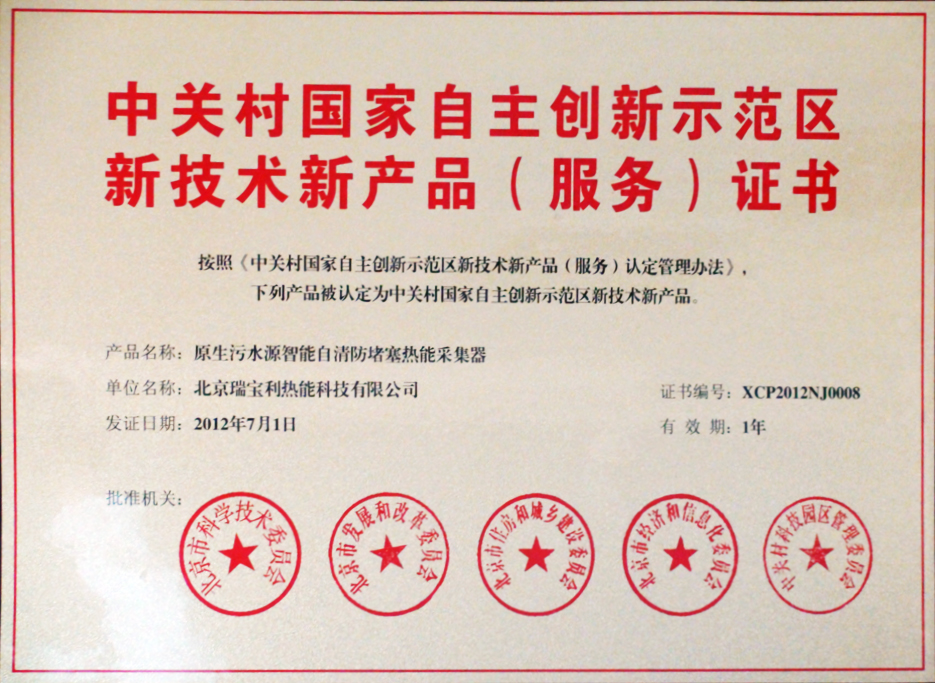 中关村国家自主创新示范区
新技术新产品（服务）证书
按照《中关村国家自主创新示范区新技术新产品（服务）认定管理办法》，
下列产品被认定为中关村国家自主创新示范区新技术新产品。
产品名称：原生污水源智能自清防堵塞热能采集器
单位名称：北京瑞宝利热能科技有限公司
证书编号：XCP2012NJ0008
发证日期：2012年7月1日
有 效 期：1年
批准机关：
北京市科学技术委员会
北京市发展和改革委员会
北京市住房和城乡建设委员会
北京市经济和信息化委员会
中关村科技园区管理委员会